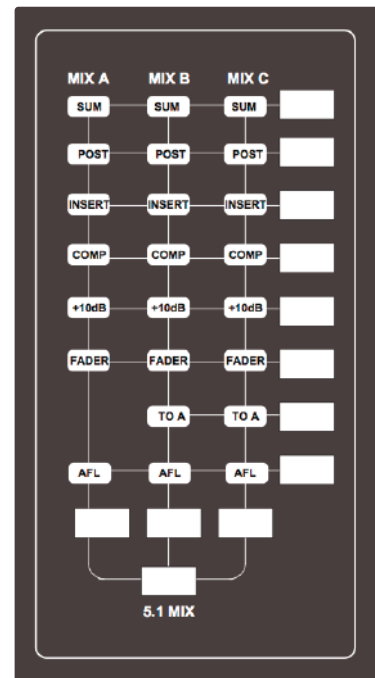 MIX A MIX B MIX C
SUM SUM SUM
POST POST POST
INSERT INSERT INSERT
COMP COMP COMP
+10dB +10dB +10dB
FADER FADER FADER
TO A TO A
AFL AFL AFL
5.1 MIX